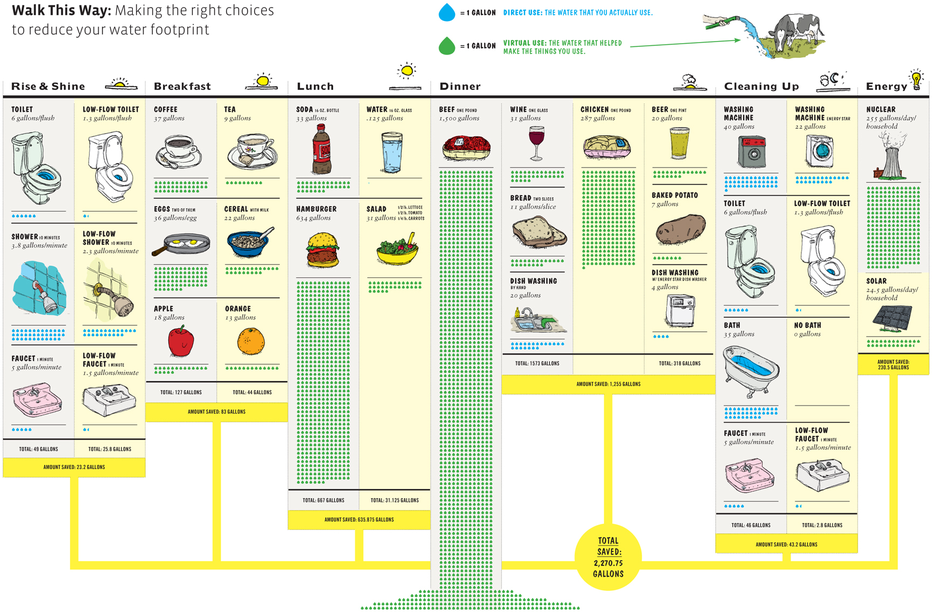 Walk This Way: Making the right choices
to reduce your water footprint
= 1 GALLON DIRECT USE: THE WATER THAT YOU ACTUALLY USE.
= 1 GALLON VIRTUAL USE: THE WATER THAT HELPED
MAKE THE THINGS YOU USE.
Rise & Shine
TOILET
6 gallons/flush
LOW-FLOW TOILET
1.3 gallons/flush
SHOWER 10 MINUTES
3.8 gallons/minute
LOW-FLOW
SHOWER 10 MINUTES
2.3 gallons/minute
FAUCET 1 MINUTE
5 gallons/minute
LOW-FLOW
FAUCET 1 MINUTE
1.5 gallons/minute
TOTAL: 49 GALLONS
TOTAL: 25.8 GALLONS
AMOUNT SAVED: 23.2 GALLONS
Breakfast
COFFEE
37 gallons
TEA
9 gallons
EGGS TWO OF THEM
36 gallons/egg
CEREAL WITH MILK
22 gallons
APPLE
18 gallons
ORANGE
13 gallons
TOTAL: 127 GALLONS
TOTAL: 44 GALLONS
AMOUNT SAVED: 83 GALLONS
Lunch
SODA 16 OZ. BOTTLE
33 gallons
WATER 16 OZ. GLASS
.125 gallons
HAMBURGER
634 gallons
SALAD
31 gallons
LETTUCE
TOMATO
CARROTS
TOTAL: 667 GALLONS
TOTAL: 31.125 GALLONS
AMOUNT SAVED: 635.875 GALLONS
Dinner
BEEF ONE POUND
1,500 gallons
WINE ONE GLASS
31 gallons
BREAD TWO SLICES
11 gallons/slice
DISH WASHING
BY HAND
20 gallons
CHICKEN ONE POUND
287 gallons
BEER ONE PINT
20 gallons
BAKED POTATO
7 gallons
DISH WASHING
W/ ENERGY STAR DISH WASHER
4 gallons
TOTAL: 1573 GALLONS
TOTAL: 318 GALLONS
AMOUNT SAVED: 1,255 GALLONS
Cleaning Up
WASHING
MACHINE
40 gallons
WASHING
MACHINE ENERGY STAR
22 gallons
TOILET
6 gallons/flush
LOW-FLOW TOILET
1.3 gallons/flush
BATH
35 gallons
NO BATH
0 gallons
FAUCET 1 MINUTE
5 gallons/minute
LOW-FLOW
FAUCET 1 MINUTE
1.5 gallons/minute
TOTAL: 46 GALLONS
TOTAL: 2.8 GALLONS
AMOUNT SAVED: 43.2 GALLONS
Energy
NUCLEAR
255 gallons/day/
household
SOLAR
24.5 gallons/day/
household
AMOUNT SAVED:
230.5 GALLONS
TOTAL
SAVED:
2,270.75
GALLONS